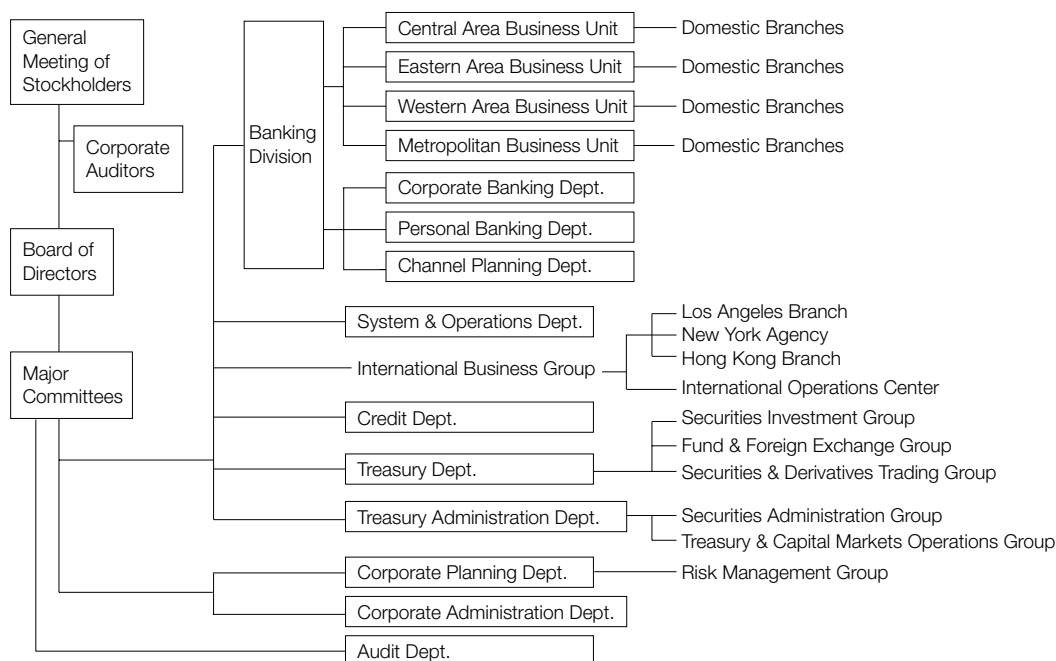 General
Meeting of
Stockholders
Corporate
Auditors
Board of
Directors
Major
Committees
Banking
Division
Central Area Business Unit
Domestic Branches
Eastern Area Business Unit
Domestic Branches
Western Area Business Unit
Domestic Branches
Metropolitan Business Unit
Domestic Branches
Corporate Banking Dept.
Personal Banking Dept.
Channel Planning Dept.
System & Operations Dept.
International Business Group
Los Angeles Branch
New York Agency
Hong Kong Branch
International Operations Center
Credit Dept.
Treasury Dept.
Securities Investment Group
Fund & Foreign Exchange Group
Securities & Derivatives Trading Group
Treasury Administration Dept.
Securities Administration Group
Treasury & Capital Markets Operations Group
Corporate Planning Dept.
Risk Management Group
Corporate Administration Dept.
Audit Dept.